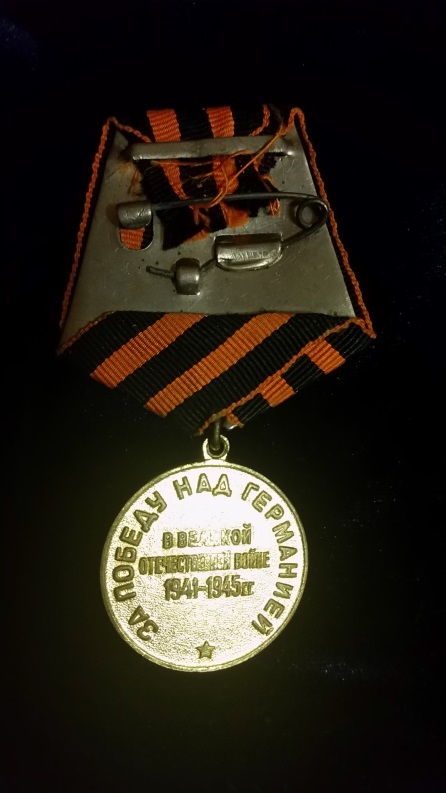 ЗА ПОБЕДУ НАД ГЕРМАНИЕЙ
В ВЕЛИКОЙ
ОТЕЧЕСТВЕННОЙ ВОЙНЕ
1941-1945гг.